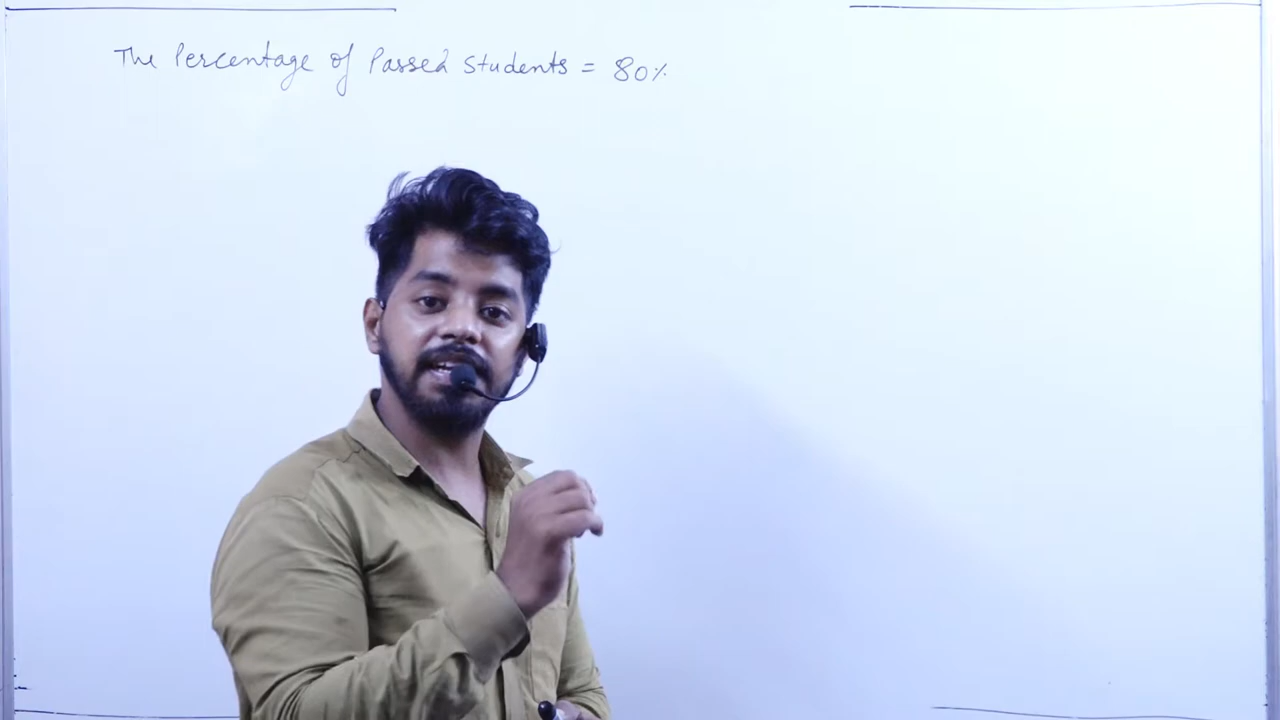 The Percentage of Passed Students = 80%